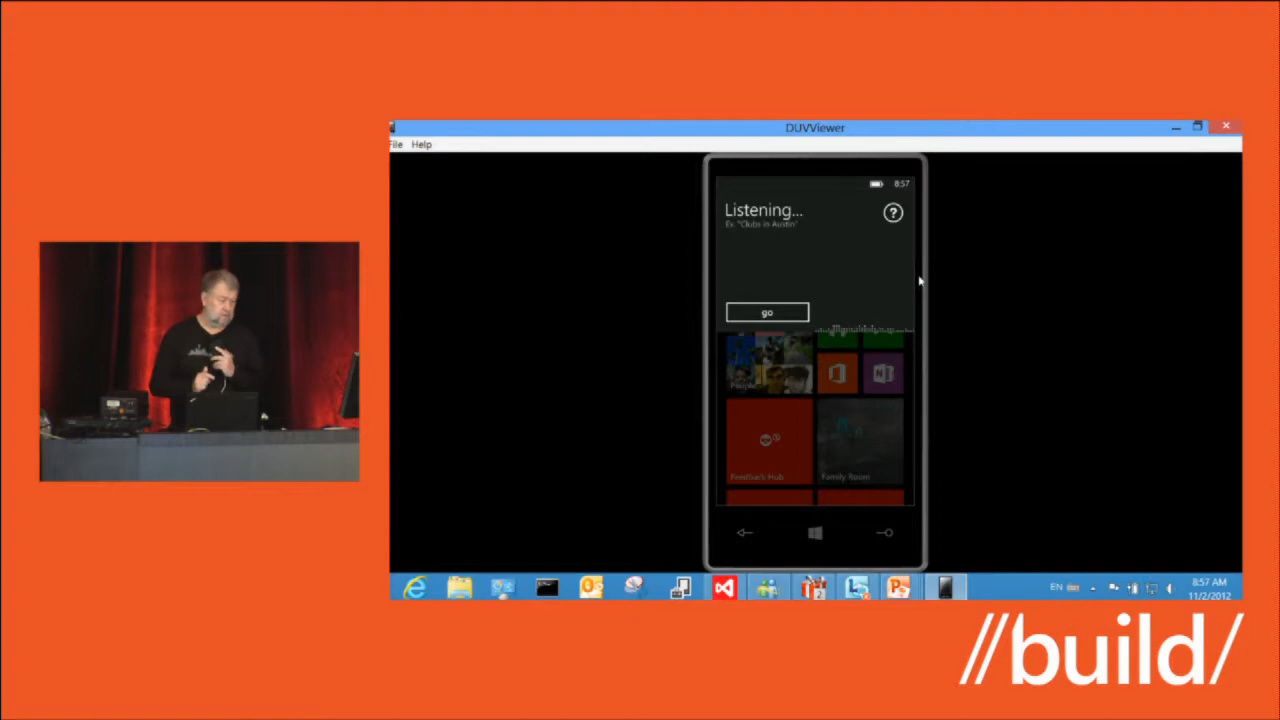 DUVViewer
File Help
8:57
Listening...
Ex. "Clubs in Austin"
?
go
People
Feedback Hub
Family Room
EN
8:57 AM
11/2/2012
//build/